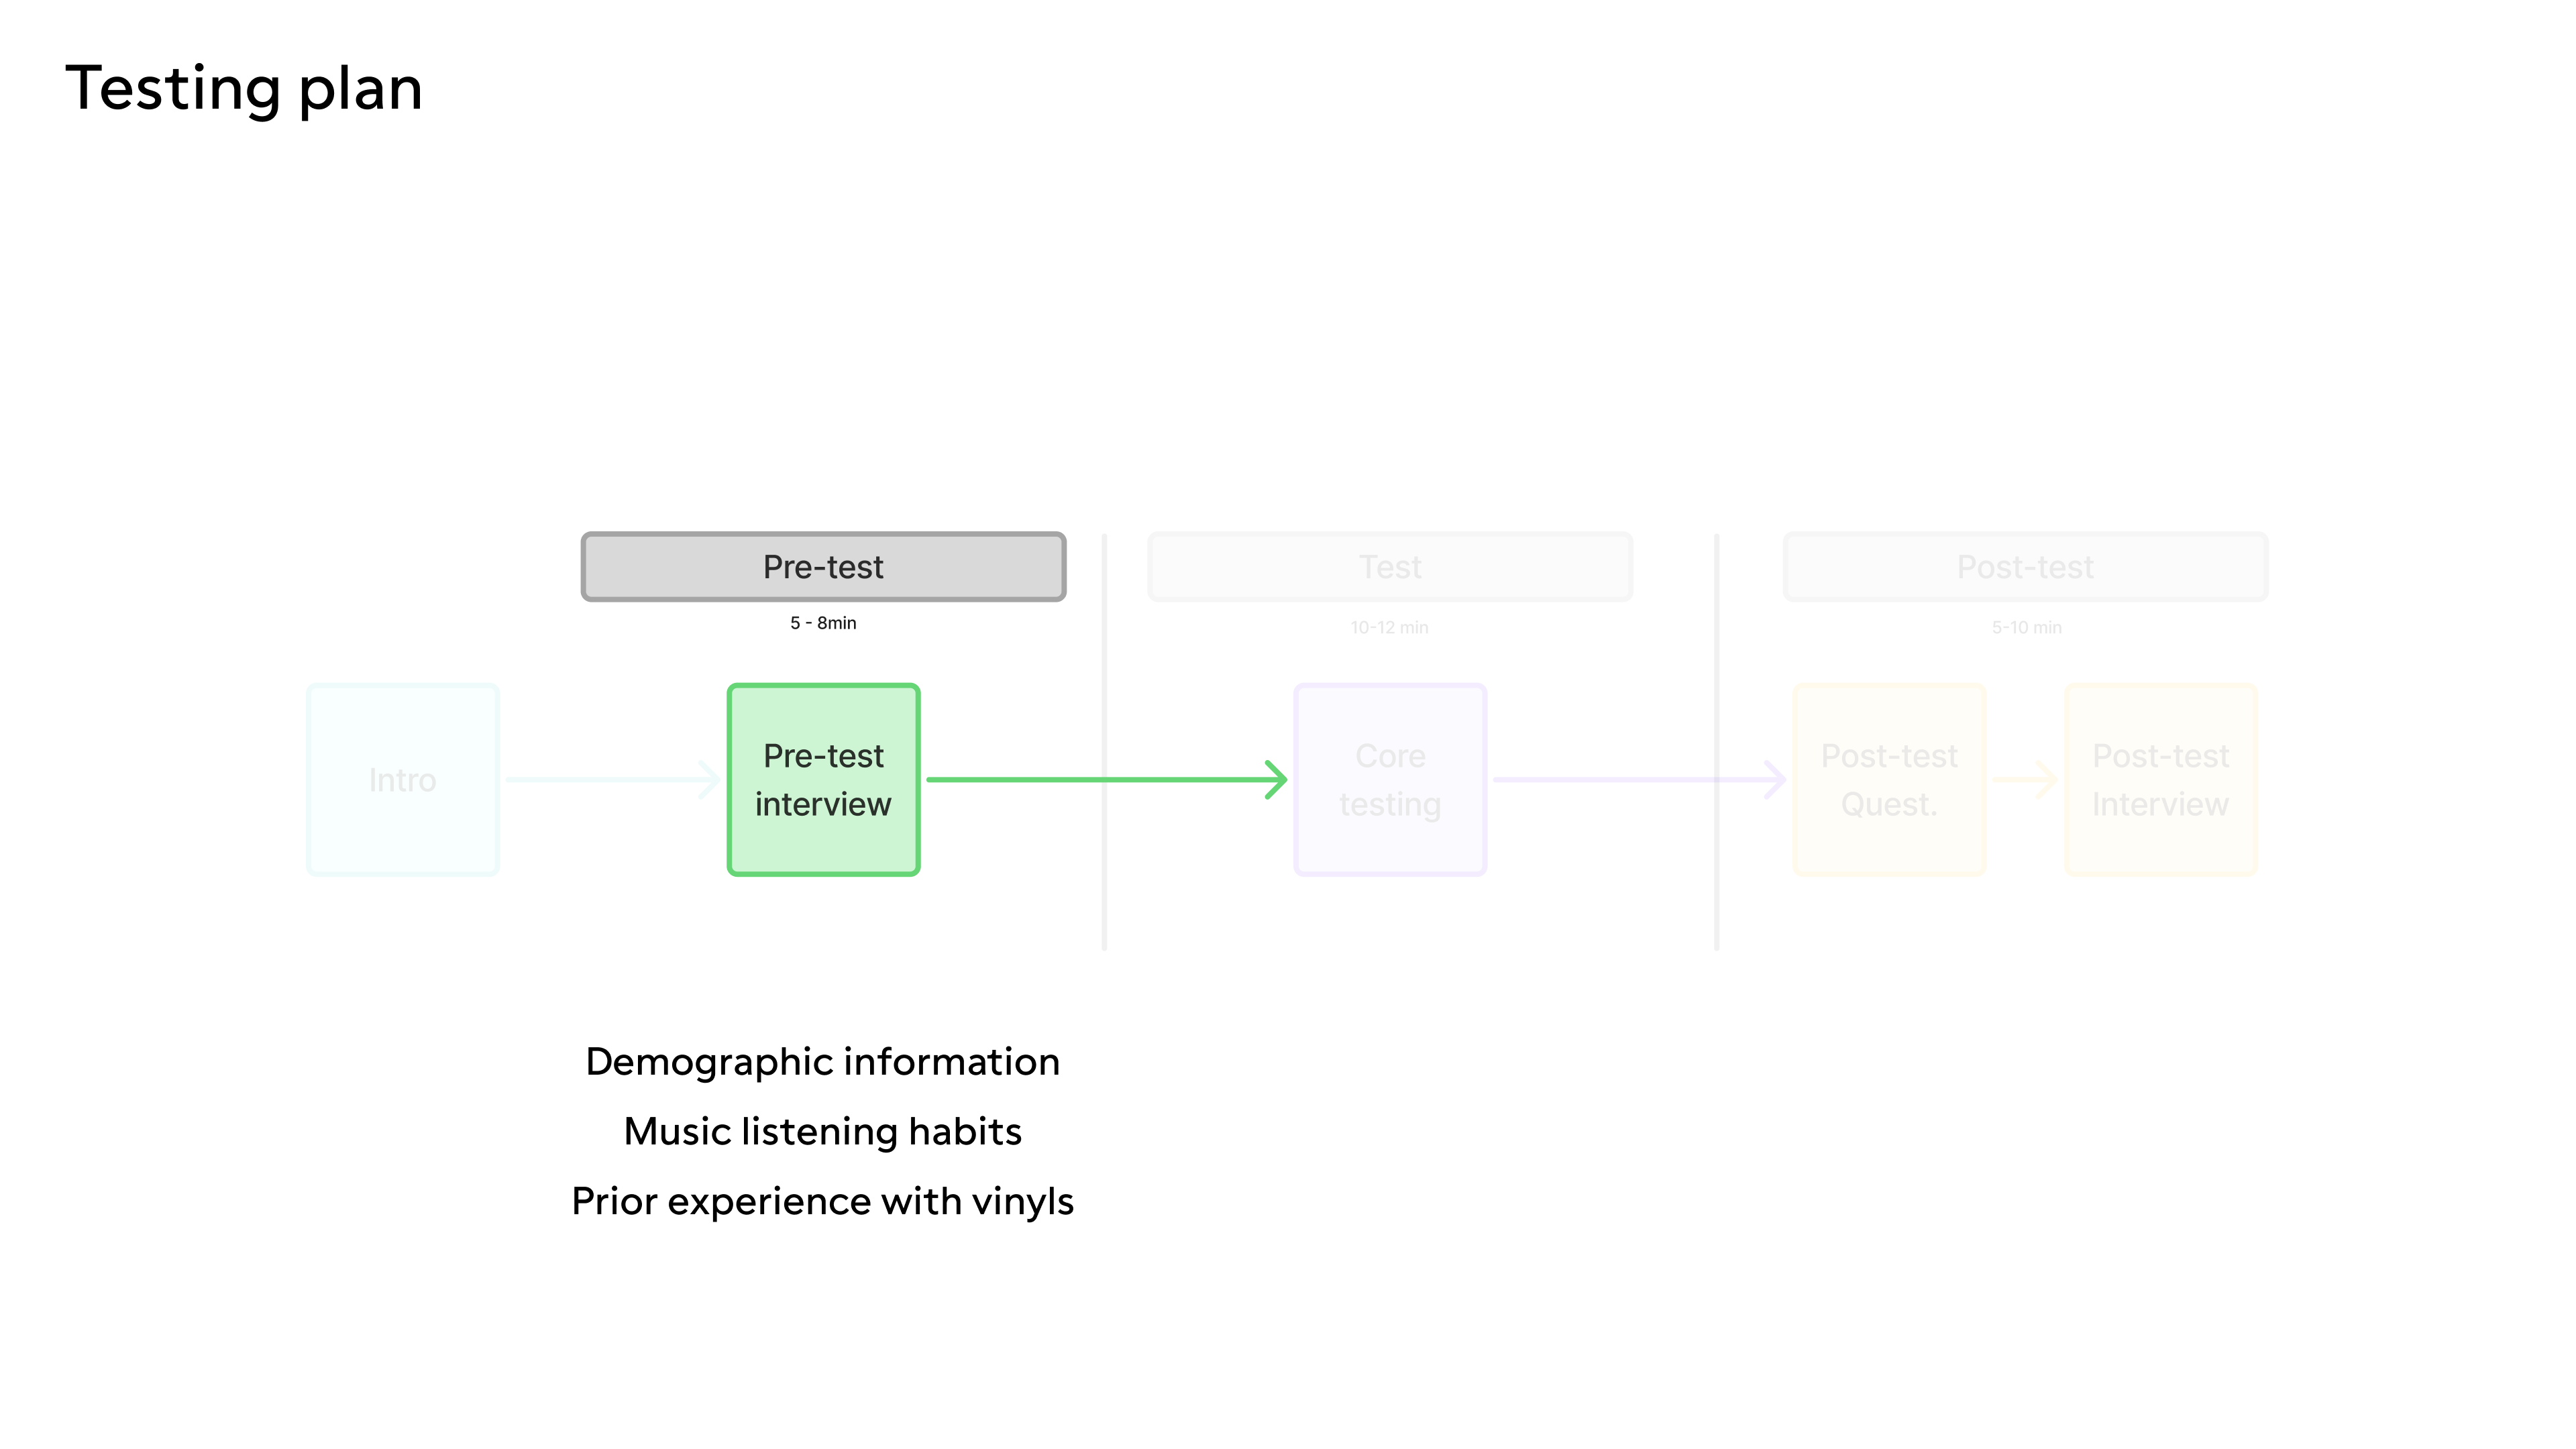 Testing plan
Pre-test
Test
Post-test
5 - 8min
10-12 min
5-10 min
Intro
Pre-test
interview
Core
testing
Post-test
Quest.
Post-test
Interview
Demographic information
Music listening habits
Prior experience with vinyls